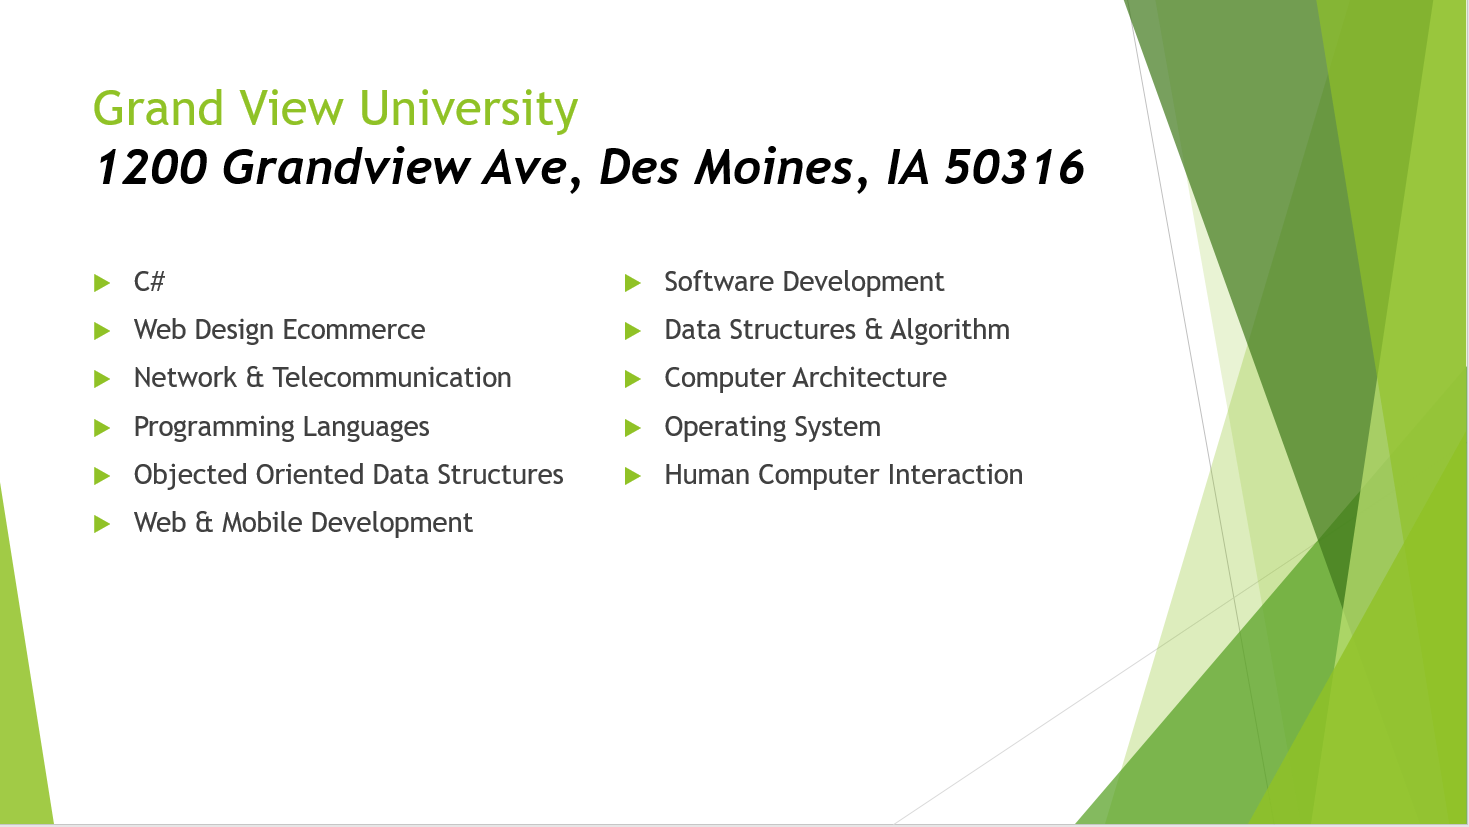 Grand View University
1200 Grandview Ave, Des Moines, IA 50316
C#
Web Design Ecommerce
Network & Telecommunication
Programming Languages
Objected Oriented Data Structures
Web & Mobile Development
Software Development
Data Structures & Algorithm
Computer Architecture
Operating System
Human Computer Interaction